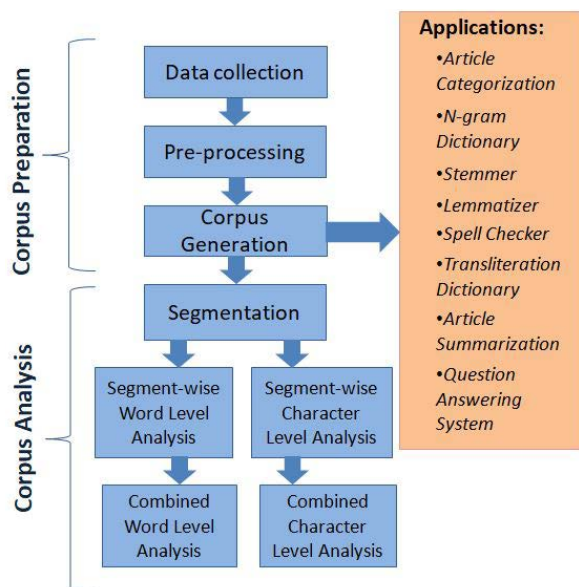 Corpus Preparation
Data collection
Pre-processing
Corpus
Generation
Corpus Analysis
Segmentation
Segment-wise
Word Level
Analysis
Segment-wise
Character
Level Analysis
Combined
Word Level
Analysis
Combined
Character
Level Analysis
Applications:
•Article
Categorization
•N-gram
Dictionary
•Stemmer
•Lemmatizer
•Spell Checker
•Transliteration
Dictionary
•Article
Summarization
•Question
Answering
System